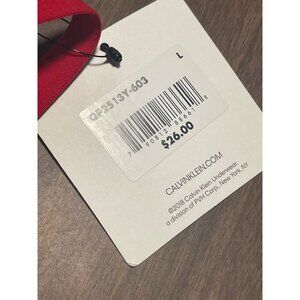 QP2513Y-603
L
$26.00
CALVINKLEIN.COM
©2018 Calvin Klein Underwear,
a division of PVH Corp., New York, NY